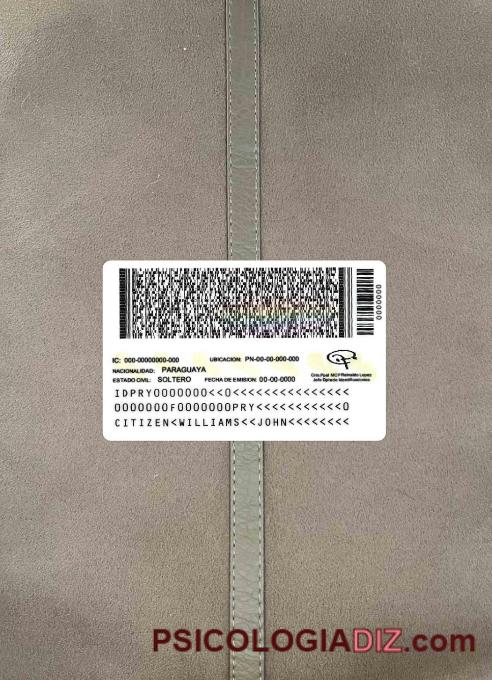 0000000
IC: 000-00000000-000 UBICACION: PN-00-00-000-000
NACIONALIDAD: PARAGUAYA
ESTADO CIVIL: SOLTERO FECHA DE EMISION: 00-00-0000
Crio.Ppal MCP Reinaldo Lopez
Jefe Dptado Identificaciones
IDPRY0000000<<0<<<<<<<<<<<<<<<
0000000F0000000PRY<<<<<<<<<<<0
CITIZEN<WILLIAMS<<JOHN<<<<<<<<
PSICOLOGIADIZ.com